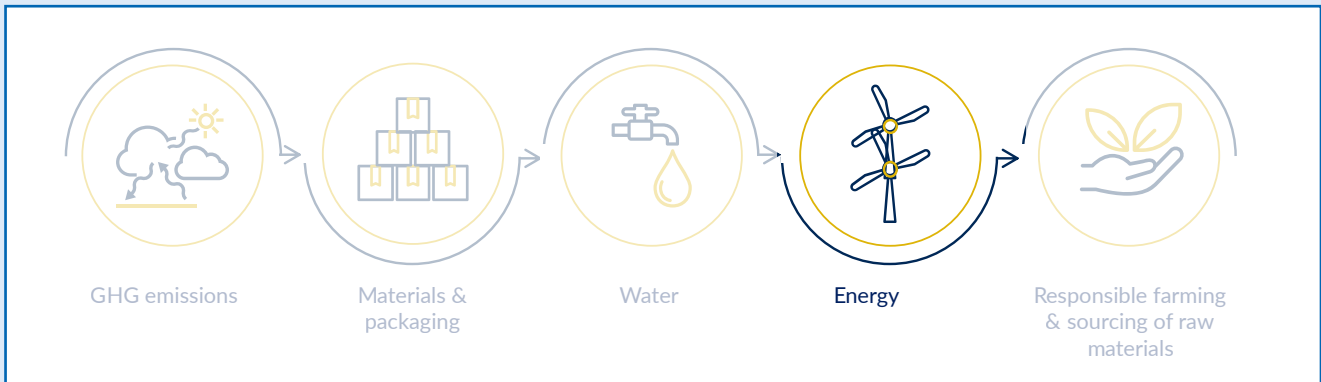 GHG emissions
Materials &
packaging
Water
Energy
Responsible farming
& sourcing of raw
materials